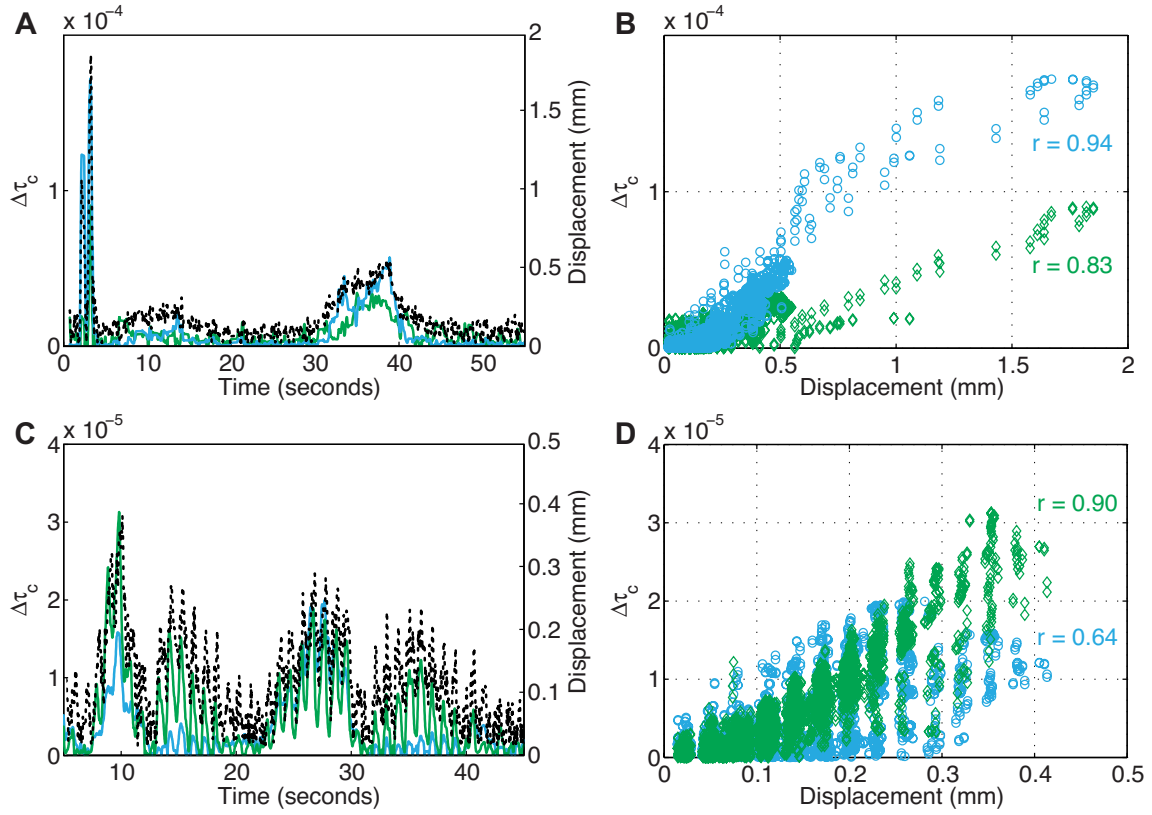 A
x 10⁻⁴
Δτc
1
0
2
1.5
1
0.5
0
Displacement (mm)
0 10 20 30 40 50
Time (seconds)
B
x 10⁻⁴
Δτc
1
0
r = 0.94
r = 0.83
0 0.5 1 1.5 2
Displacement (mm)
C
x 10⁻⁵
Δτc
4
3
2
1
0
0.5
0.4
0.3
0.2
0.1
0
Displacement (mm)
10 20 30 40
Time (seconds)
D
x 10⁻⁵
Δτc
4
3
2
1
0
r = 0.90
r = 0.64
0 0.1 0.2 0.3 0.4 0.5
Displacement (mm)